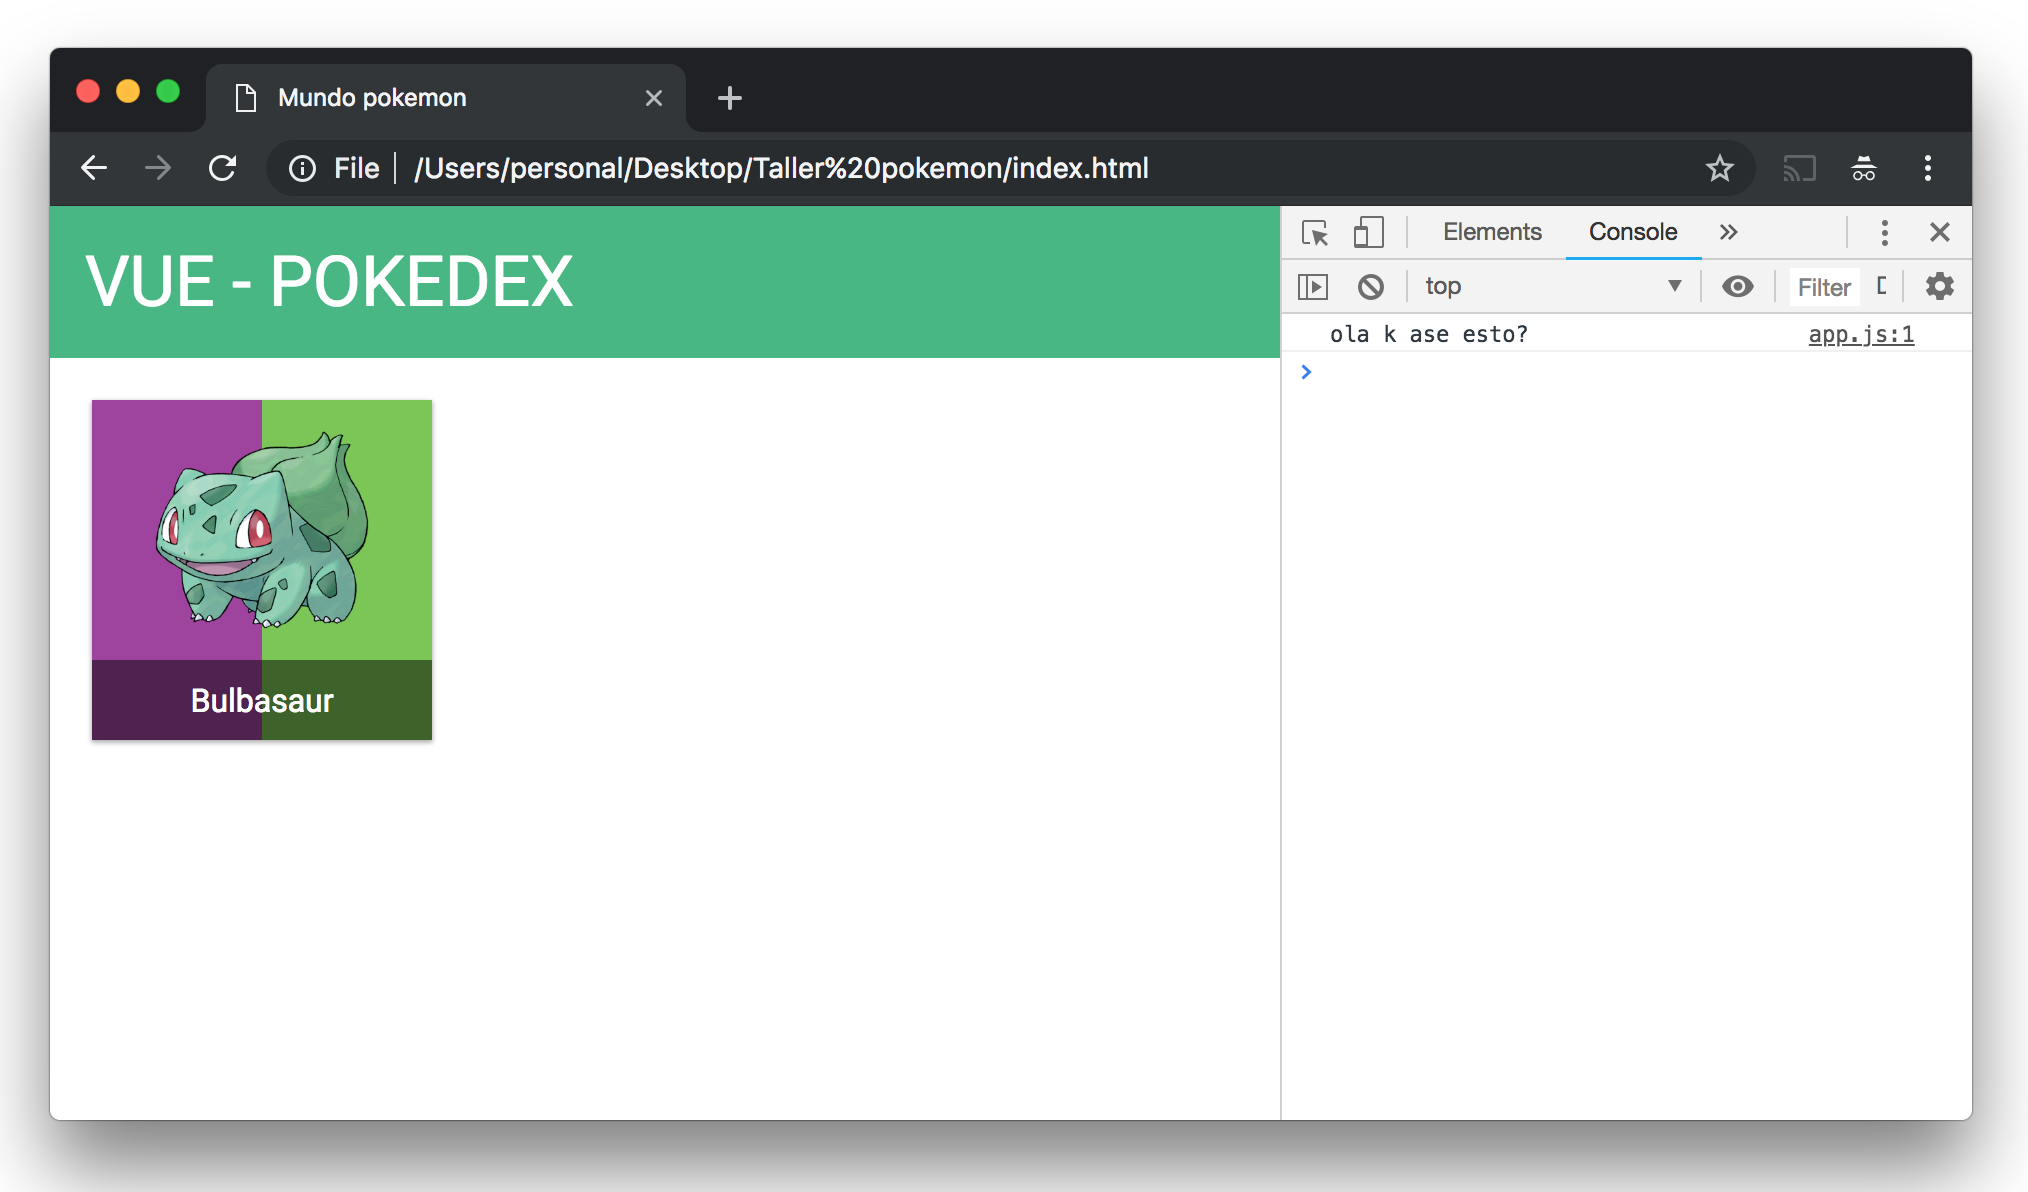 Mundo pokemon
File /Users/personal/Desktop/Taller%20pokemon/index.html
VUE - POKEDEX
Bulbasaur
Elements Console
top Filter
ola k ase esto? app.js:1